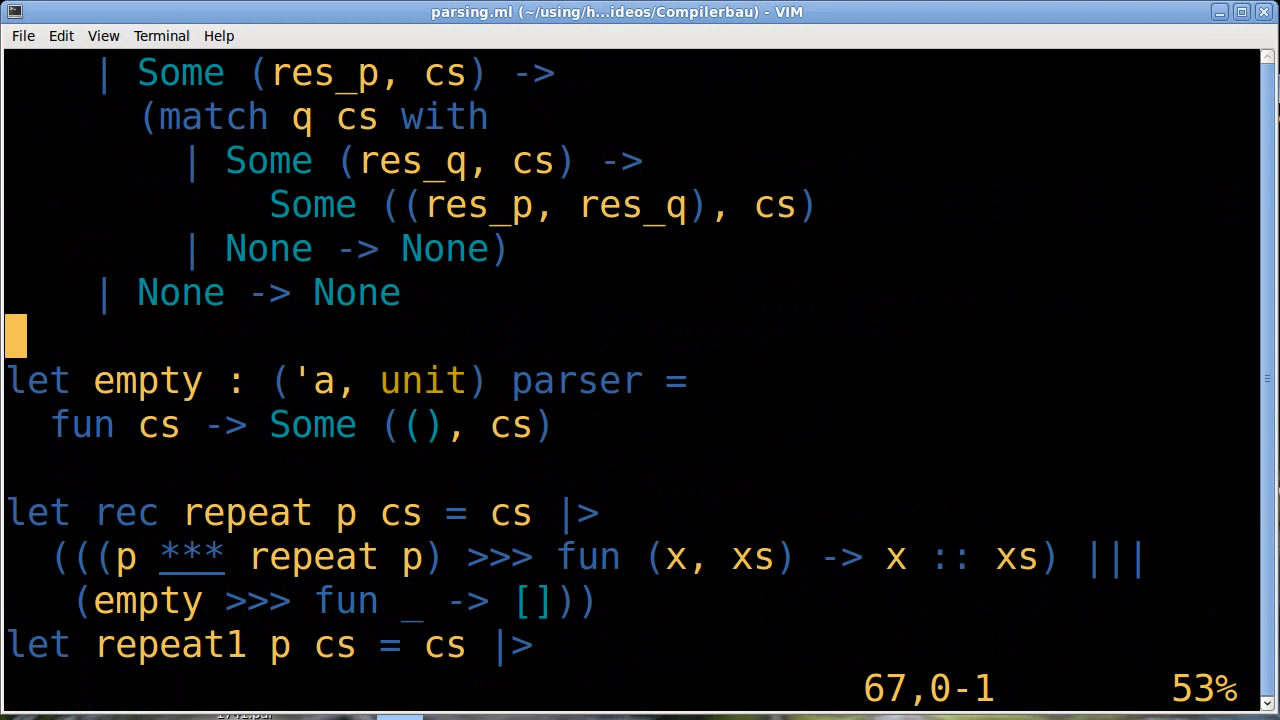 parsing.ml (~/using/h...ideos/Compilerbau) - VIM
File Edit View Terminal Help
| Some (res_p, cs) ->
(match q cs with
| Some (res_q, cs) ->
Some ((res_p, res_q), cs)
| None -> None)
| None -> None
let empty : ('a, unit) parser =
fun cs -> Some ((), cs)
let rec repeat p cs = cs |>
(((p *** repeat p) >>> fun (x, xs) -> x :: xs) |||
(empty >>> fun _ -> []))
let repeat1 p cs = cs |>
67,0-1 53%